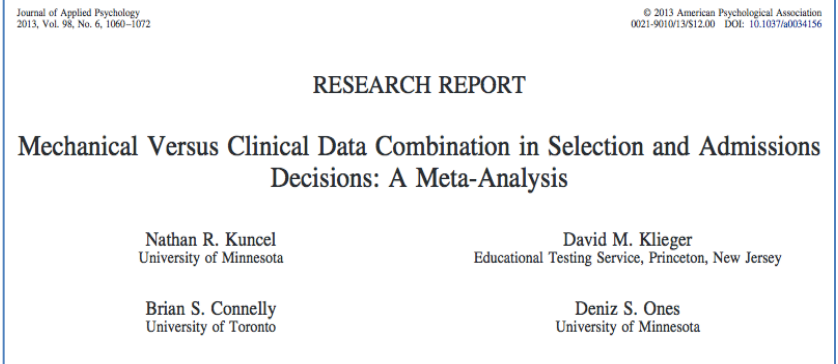 Journal of Applied Psychology
2013, Vol. 98, No. 6, 1060–1072
© 2013 American Psychological Association
0021-9010/13/$12.00 DOI: 10.1037/a0034156
RESEARCH REPORT
Mechanical Versus Clinical Data Combination in Selection and Admissions
Decisions: A Meta-Analysis
Nathan R. Kuncel
University of Minnesota
David M. Klieger
Educational Testing Service, Princeton, New Jersey
Brian S. Connelly
University of Toronto
Deniz S. Ones
University of Minnesota